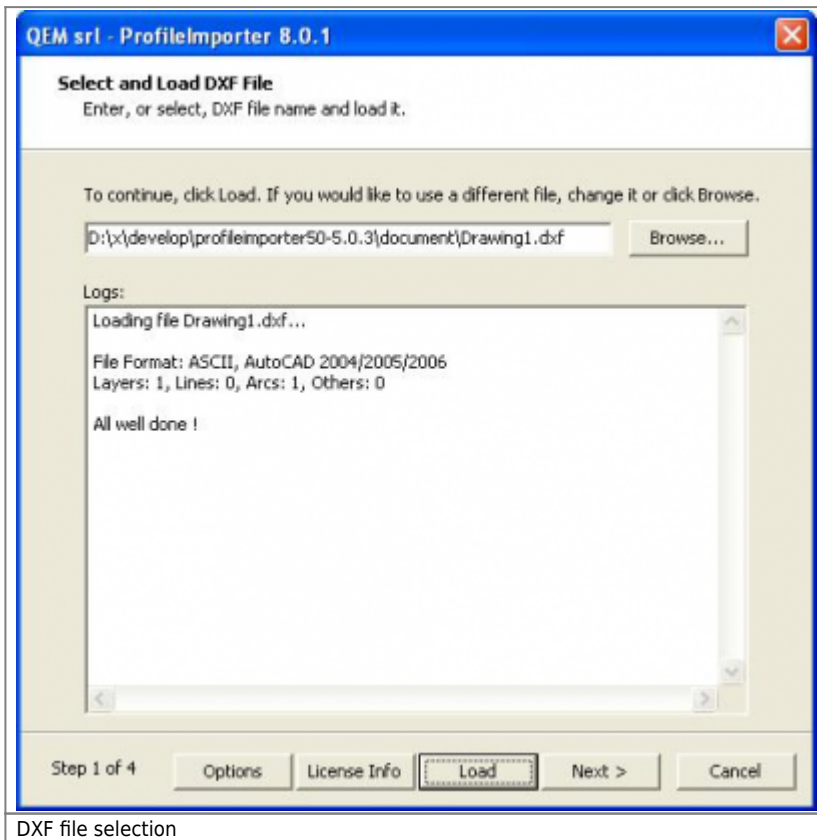 QEM srl - ProfileImporter 8.0.1
Select and Load DXF File
Enter, or select, DXF file name and load it.
To continue, click Load. If you would like to use a different file, change it or click Browse.
D:\x\develop\profileimporter50-5.0.3\document\Drawing1.dxf Browse...
Logs:
Loading file Drawing1.dxf...
File Format: ASCII, AutoCAD 2004/2005/2006
Layers: 1, Lines: 0, Arcs: 1, Others: 0
All well done !
Step 1 of 4 Options License Info Load Next > Cancel
DXF file selection